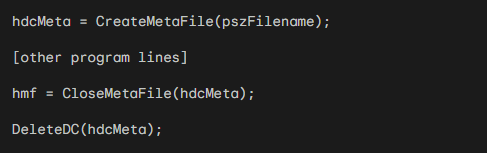 hdcMeta = CreateMetaFile(pszFilename);
[other program lines]
hmf = CloseMetaFile(hdcMeta);
DeleteDC(hdcMeta);